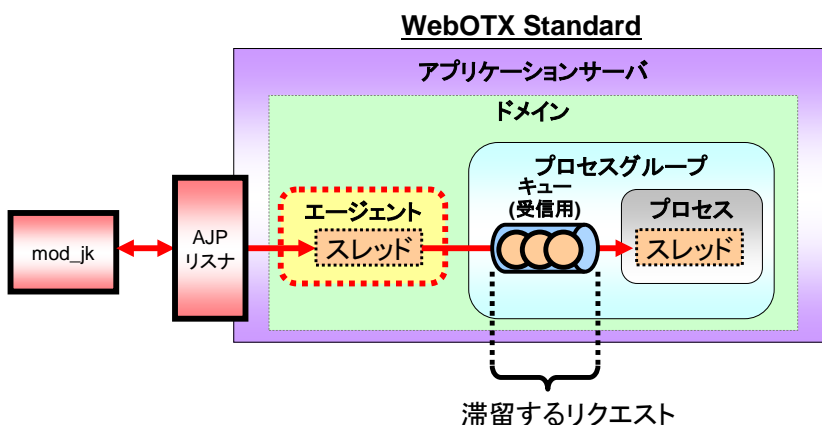 WebOTX Standard
アプリケーションサーバ
ドメイン
プロセスグループ
キュー
(受信用)
エージェント
プロセス
スレッド
スレッド
AJP
リスナ
mod_jk
滞留するリクエスト